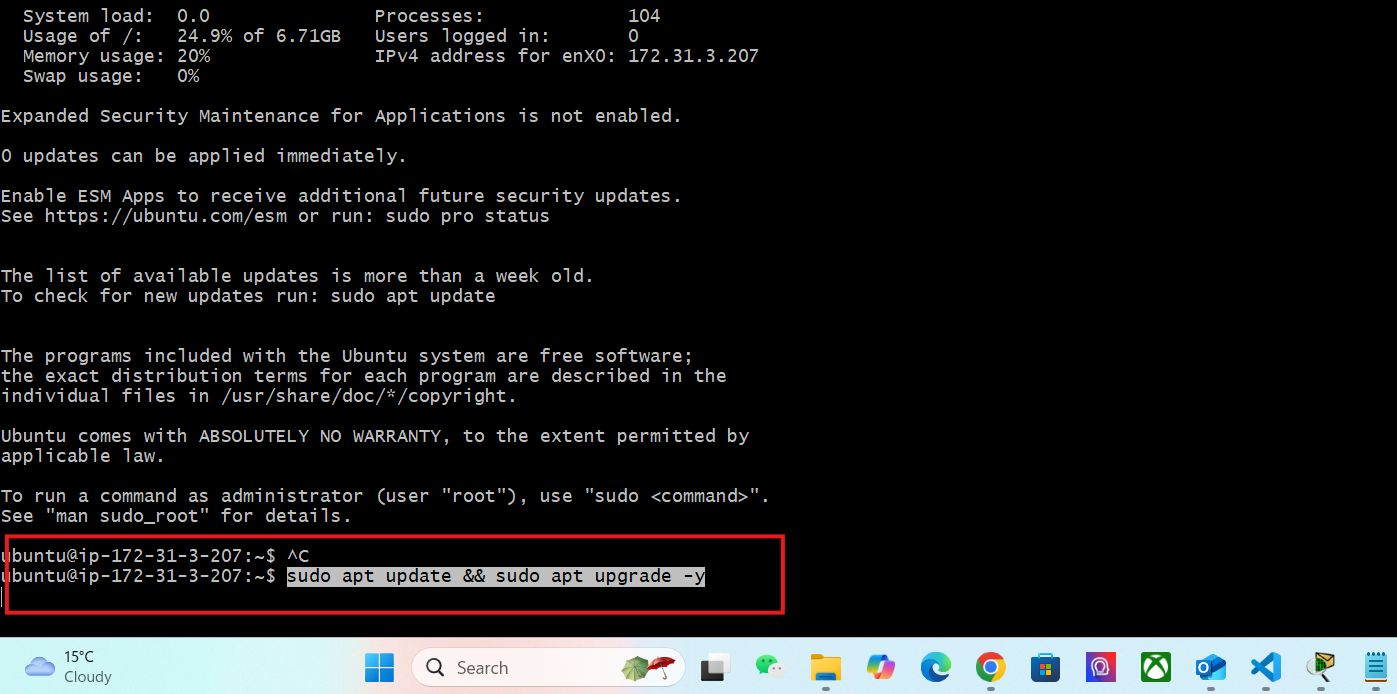 System load:  0.0               Processes:             104
Usage of /:   24.9% of 6.71GB   Users logged in:       0
Memory usage: 20%               IPv4 address for enX0: 172.31.3.207
Swap usage:   0%
Expanded Security Maintenance for Applications is not enabled.
0 updates can be applied immediately.
Enable ESM Apps to receive additional future security updates.
See https://ubuntu.com/esm or run: sudo pro status
The list of available updates is more than a week old.
To check for new updates run: sudo apt update
The programs included with the Ubuntu system are free software;
the exact distribution terms for each program are described in the
individual files in /usr/share/doc/*/copyright.
Ubuntu comes with ABSOLUTELY NO WARRANTY, to the extent permitted by
applicable law.
To run a command as administrator (user "root"), use "sudo <command>".
See "man sudo_root" for details.
ubuntu@ip-172-31-3-207:~$ ^C
ubuntu@ip-172-31-3-207:~$ sudo apt update && sudo apt upgrade -y
15°C
Cloudy
Search